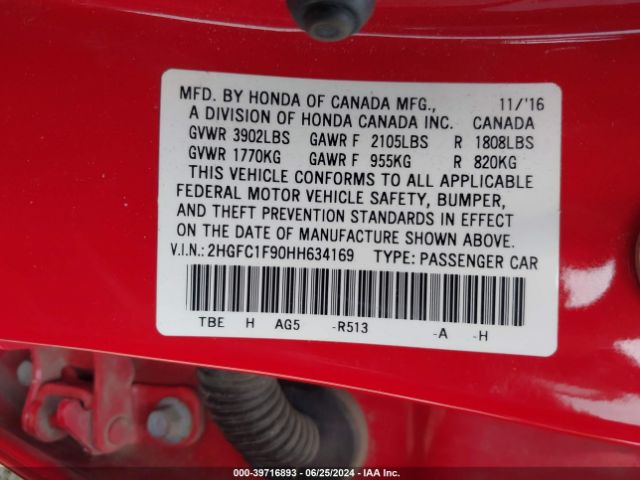 MFD. BY HONDA OF CANADA MFG., 11/'16
A DIVISION OF HONDA CANADA INC. CANADA
GVWR 3902LBS GAWR F 2105LBS R 1808LBS
GVWR 1770KG GAWR F 955KG R 820KG
THIS VEHICLE CONFORMS TO ALL APPLICABLE
FEDERAL MOTOR VEHICLE SAFETY, BUMPER,
AND THEFT PREVENTION STANDARDS IN EFFECT
ON THE DATE OF MANUFACTURE SHOWN ABOVE.
V.I.N.: 2HGFC1F90HH634169 TYPE: PASSENGER CAR
TBE H AG5 -R513 -A -H
000-39716893 - 06/25/2024 - IAA Inc.